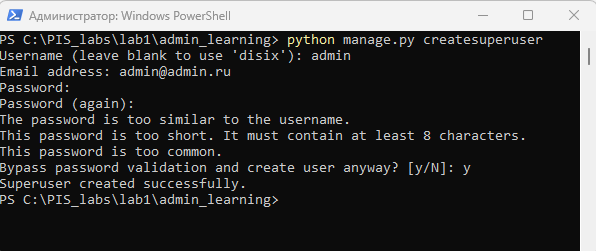 Администратор: Windows PowerShell
PS C:\PIS_labs\lab1\admin_learning> python manage.py createsuperuser
Username (leave blank to use 'disix'): admin
Email address: admin@admin.ru
Password:
Password (again):
The password is too similar to the username.
This password is too short. It must contain at least 8 characters.
This password is too common.
Bypass password validation and create user anyway? [y/N]: y
Superuser created successfully.
PS C:\PIS_labs\lab1\admin_learning>